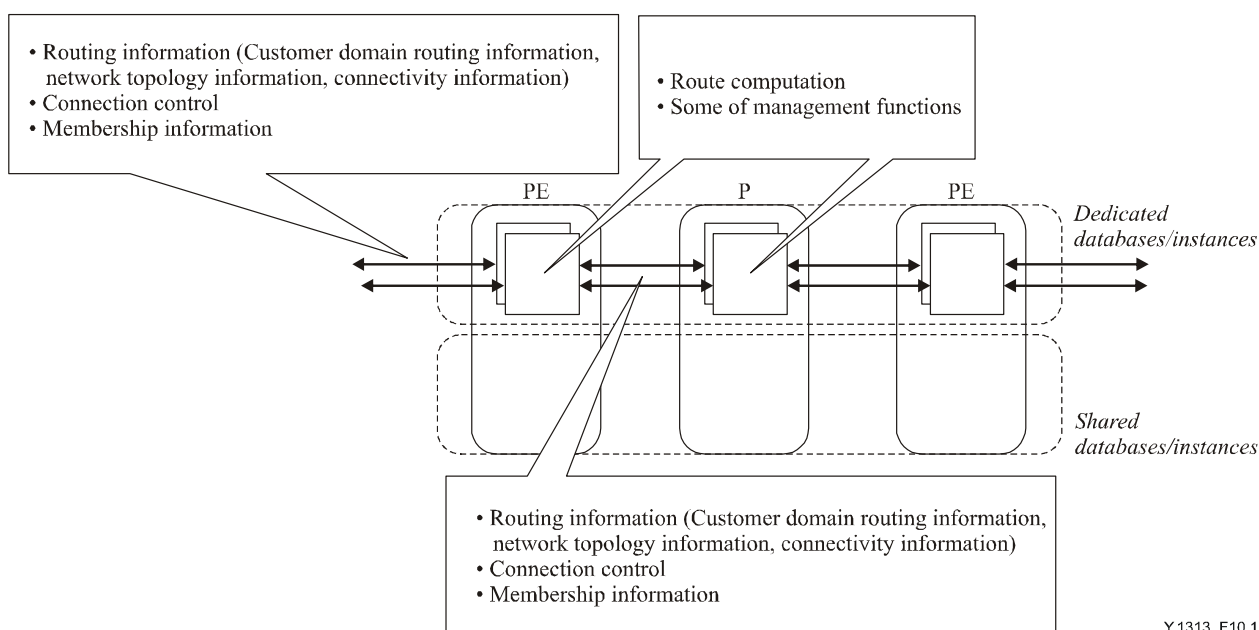 • Routing information (Customer domain routing information,
network topology information, connectivity information)
• Connection control
• Membership information
• Route computation
• Some of management functions
PE
P
PE
Dedicated
databases/instances
Shared
databases/instances
• Routing information (Customer domain routing information,
network topology information, connectivity information)
• Connection control
• Membership information